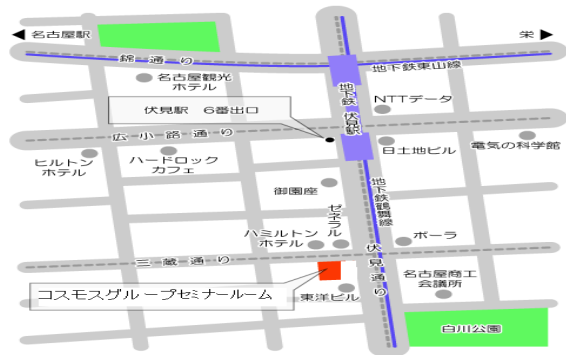 ◀ 名古屋駅
栄 ▶
錦通り
地下鉄東山線
名古屋観光
ホテル
地下鉄 伏見駅
NTTデータ
伏見駅 6番出口
広小路通り
日土地ビル
電気の科学館
ヒルトン
ホテル
ハードロック
カフェ
御園座
地下鉄鶴舞線
ゼネラル
ハミルトン
ホテル
ポーラ
三蔵通り
伏見通り
コスモスグループセミナールーム
東洋ビル
名古屋商工
会議所
白川公園